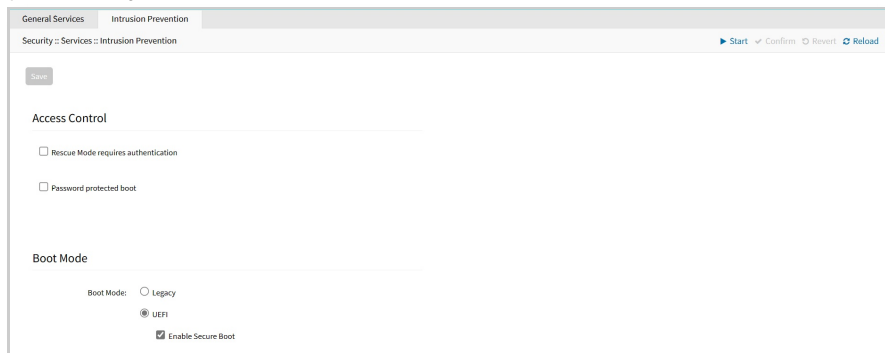 General Services Intrusion Prevention
Security :: Services :: Intrusion Prevention Start Confirm Revert Reload
Save
Access Control
Rescue Mode requires authentication
Password protected boot
Boot Mode
Boot Mode: Legacy
UEFI
Enable Secure Boot